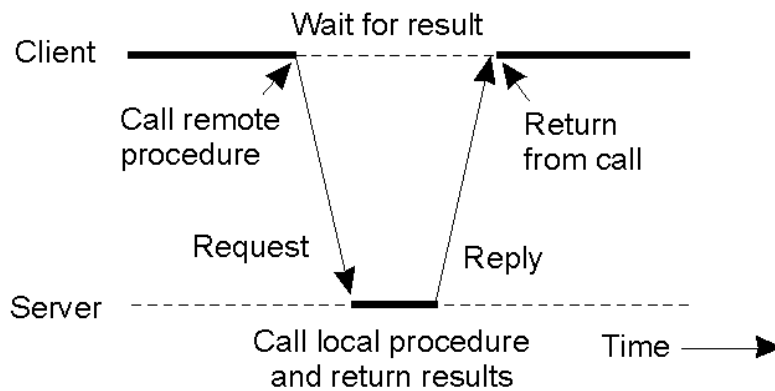 Wait for result
Client
Call remote
procedure
Return
from call
Request
Reply
Server
Call local procedure
and return results
Time